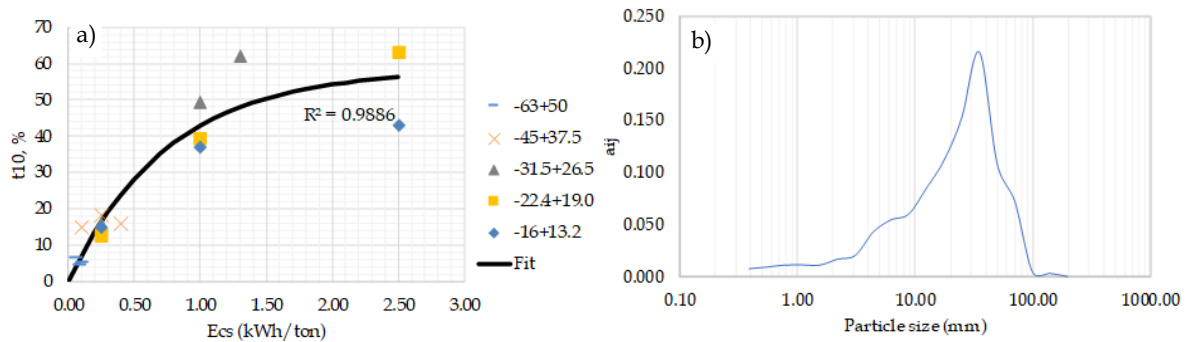 a)
70
60
50
40
30
20
10
0
t10, %
0.00 0.50 1.00 1.50 2.00 2.50 3.00
Ecs (kWh/ton)
R² = 0.9886
-63+50
-45+37.5
-31.5+26.5
-22.4+19.0
-16+13.2
Fit
b)
0.250
0.200
0.150
0.100
0.050
0.000
aij
0.10 1.00 10.00 100.00 1000.00
Particle size (mm)